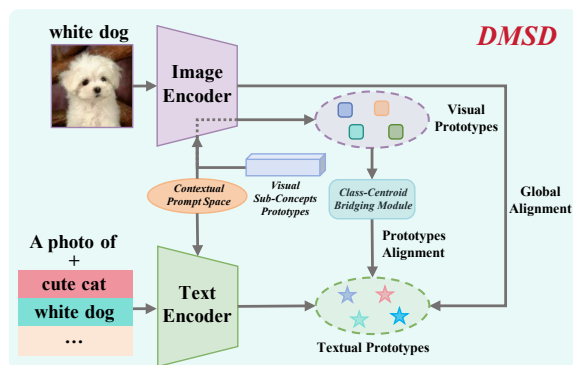 DMSD
white dog
Image
Encoder
Visual
Prototypes
Contextual
Prompt Space
Visual
Sub-Concepts
Prototypes
Class-Centroid
Bridging Module
Global
Alignment
Prototypes
Alignment
A photo of
+
cute cat
white dog
...
Text
Encoder
Textual Prototypes